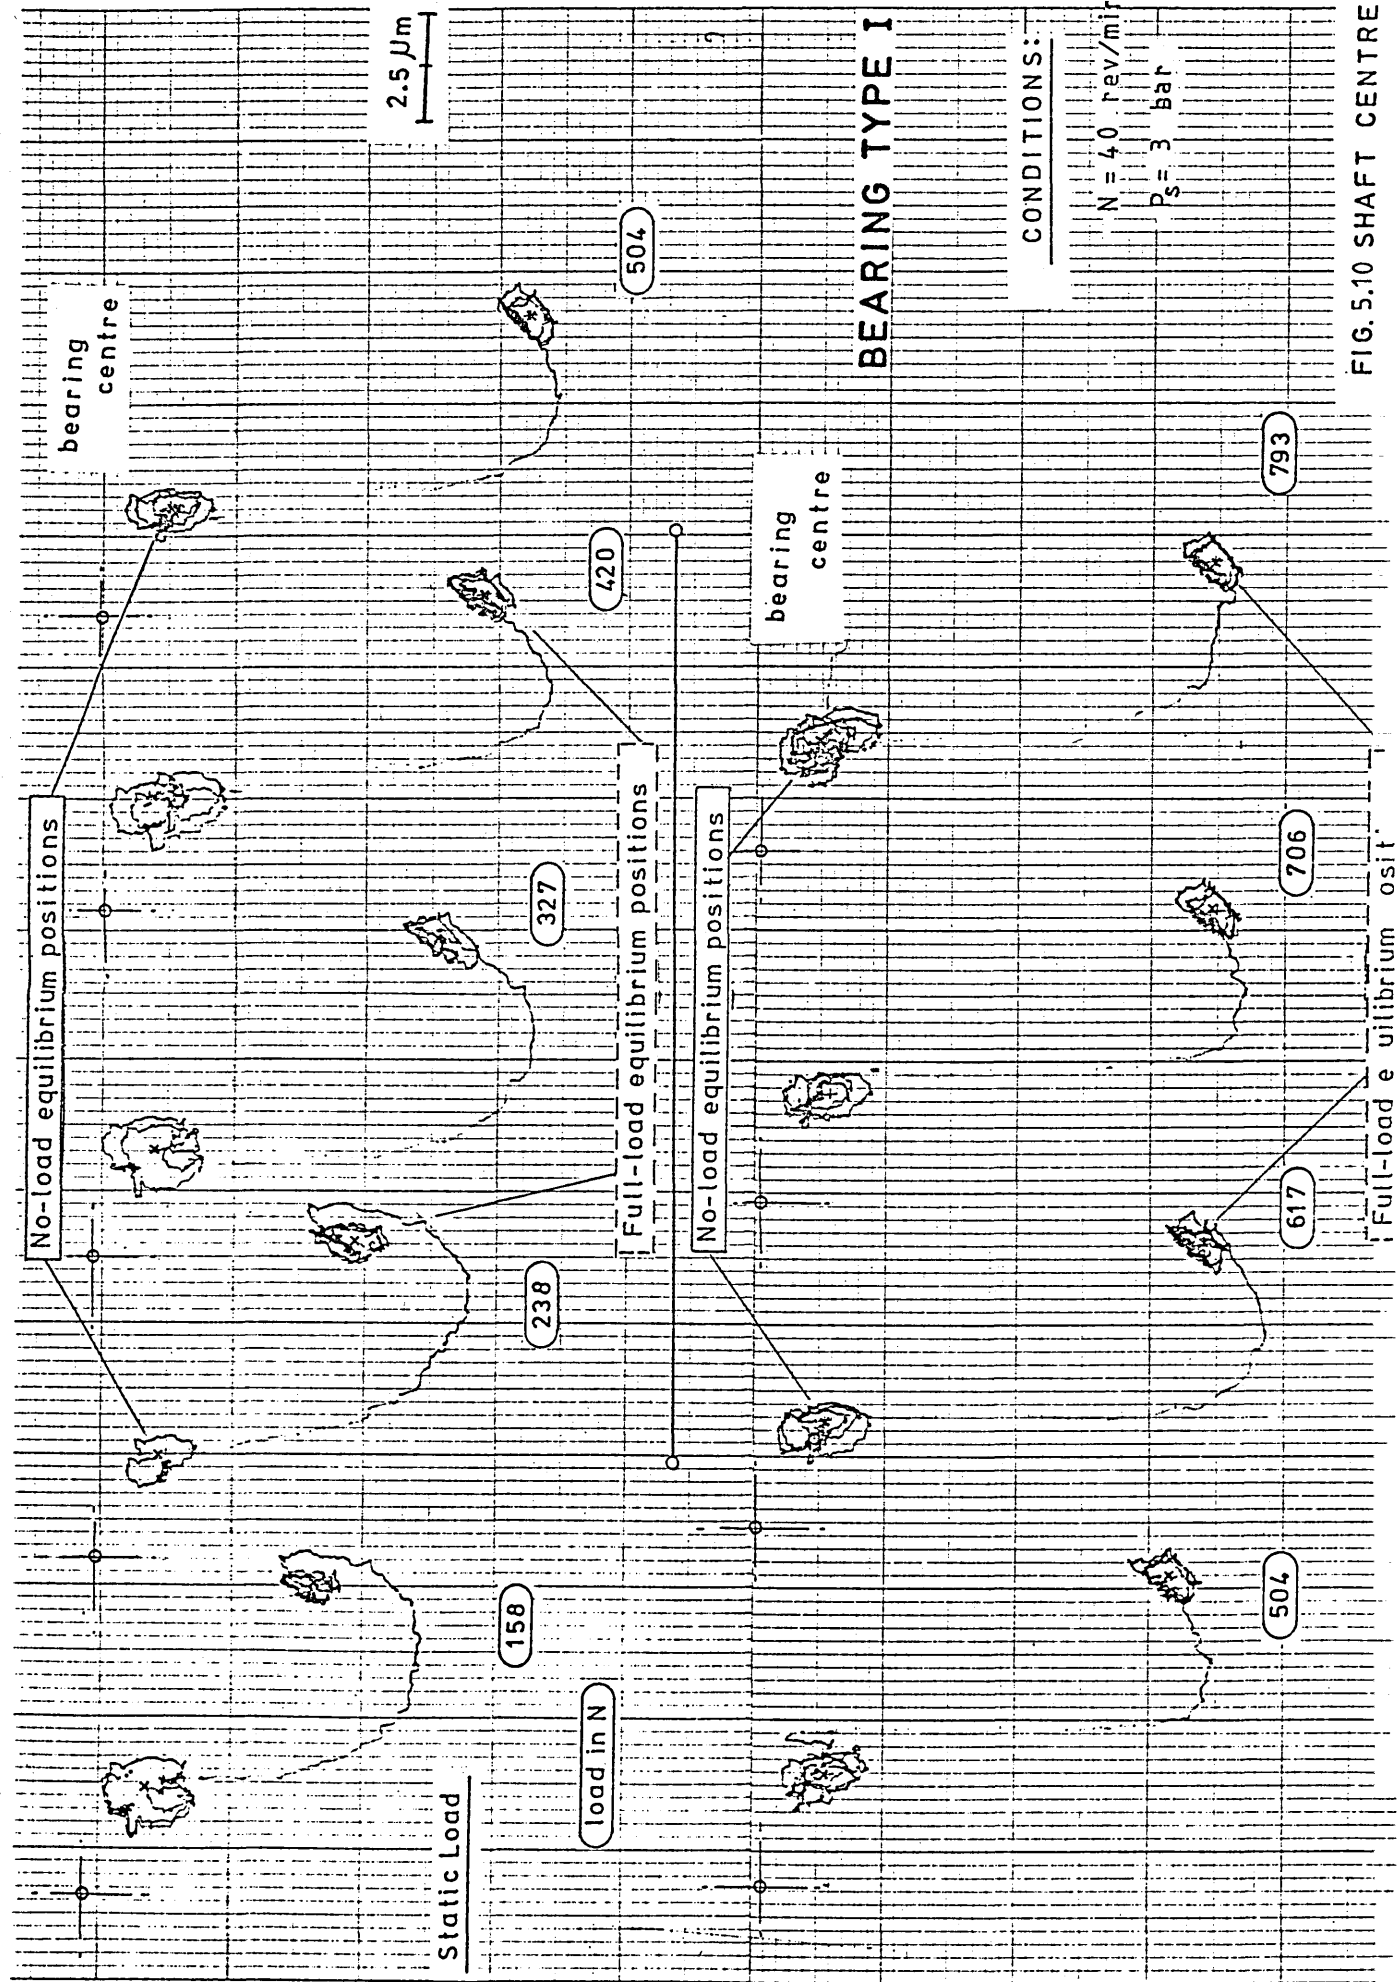 No-load equilibrium positions
bearing
centre
2.5 µm
158
238
327
420
504
Static Load
load in N
Full-load equilibrium positions
No-load equilibrium positions
bearing
centre
BEARING TYPE I
CONDITIONS:
N = 40 rev/min
Ps = 3 bar
504
617
706
793
Full-load e uilibrium osit
FIG. 5.10 SHAFT CENTRE